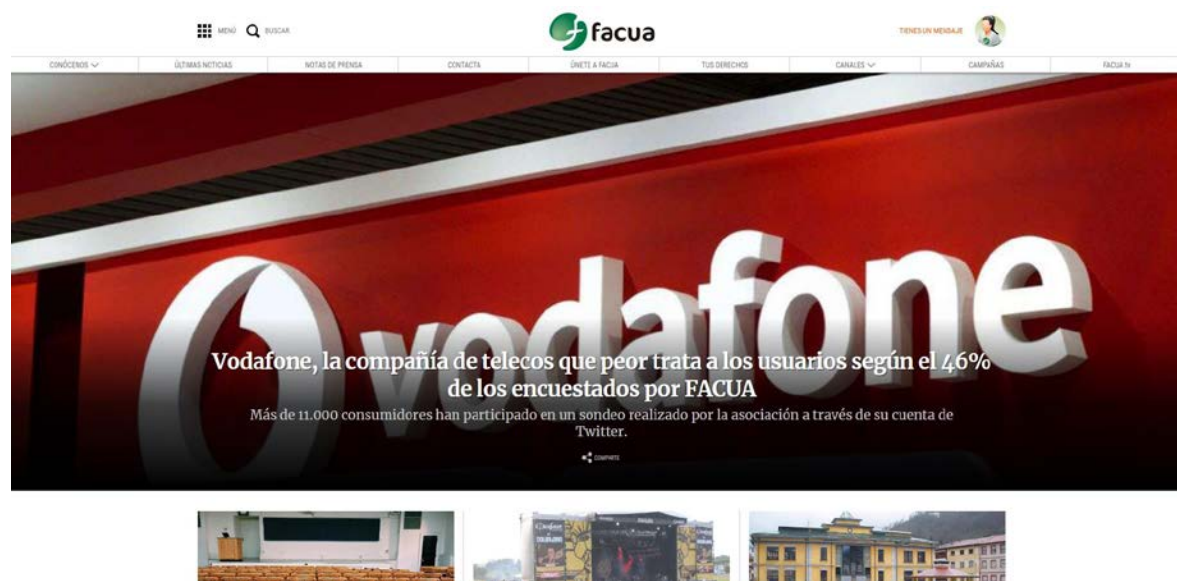 MENÚ
BUSCAR
facua
TIENES UN MENSAJE
CONÓCENOS
ÚLTIMAS NOTICIAS
NOTAS DE PRENSA
CONTACTA
ÚNETE A FACUA
TUS DERECHOS
CANALES
CAMPAÑAS
FACUA.tv
vodafone
Vodafone, la compañía de telecos que peor trata a los usuarios según el 46%
de los encuestados por FACUA
Más de 11.000 consumidores han participado en un sondeo realizado por la asociación a través de su cuenta de
Twitter.
COMPARTE